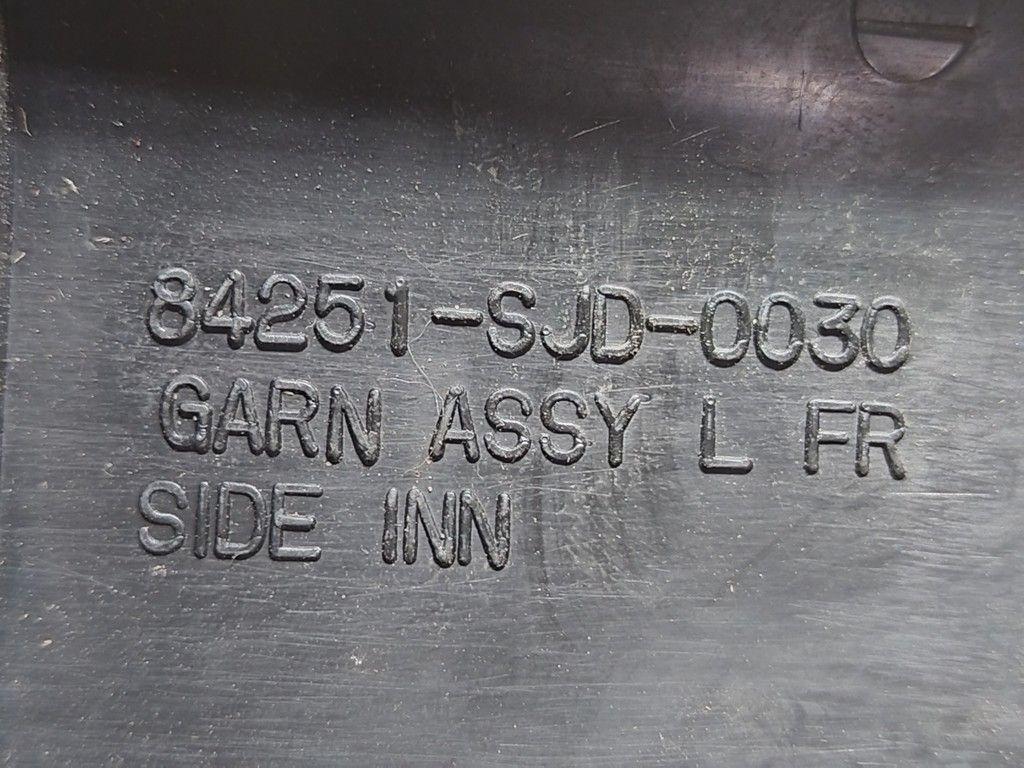 84251-SJD-0030
GARN ASSY L FR
SIDE INN